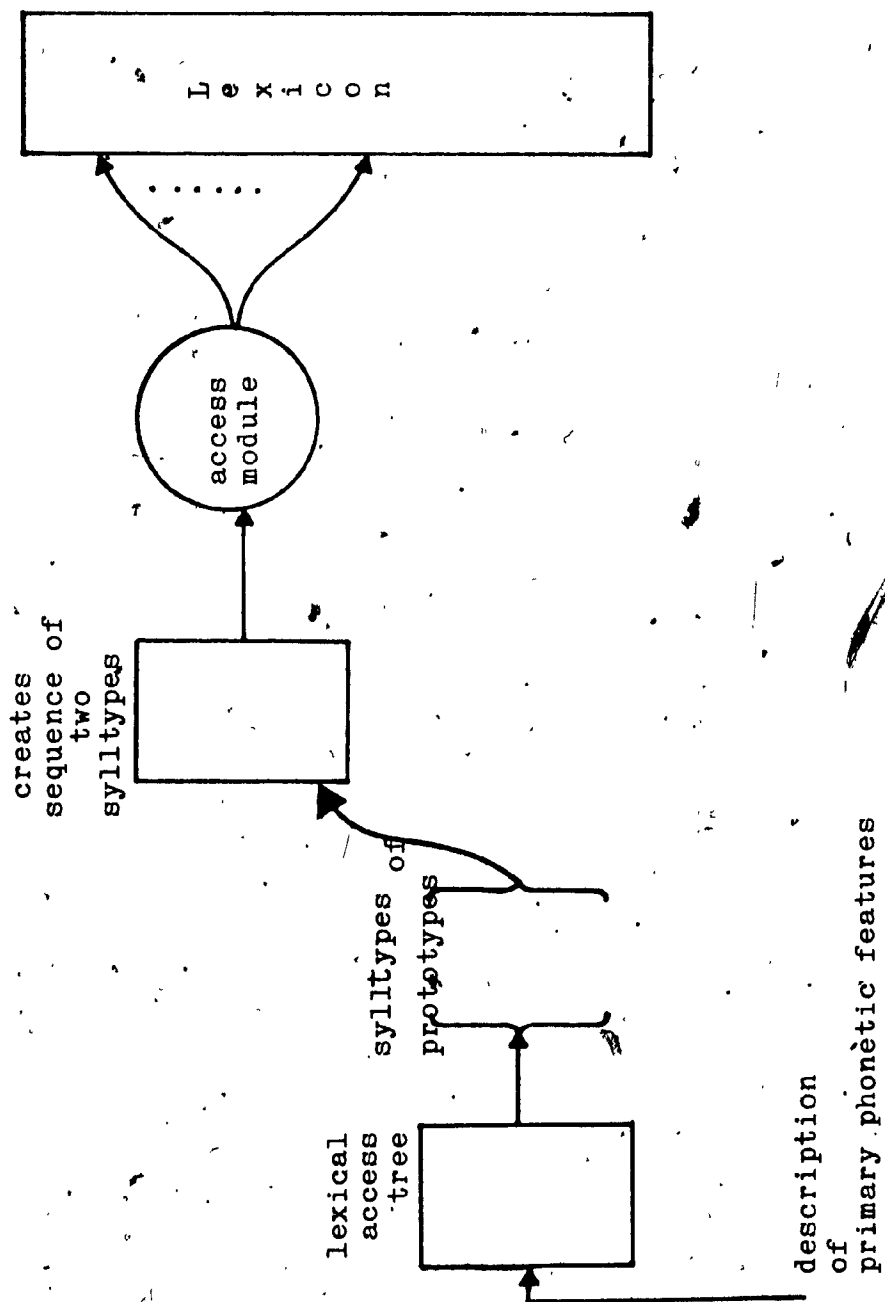 description
of
primary phonetic features
lexical
access
tree
sylltypes of
prototypes
creates
sequence of
two
sylltypes
access
module
Lexicon